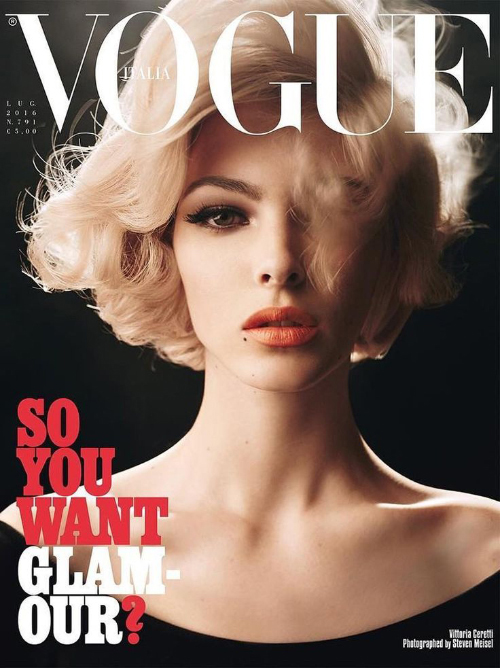 ®
VOGUE
ITALIA
LUG
2016
N.791
€5,00
SO
YOU
WANT
GLAM-
OUR?
Vittoria Ceretti
Photographed by Steven Meisel